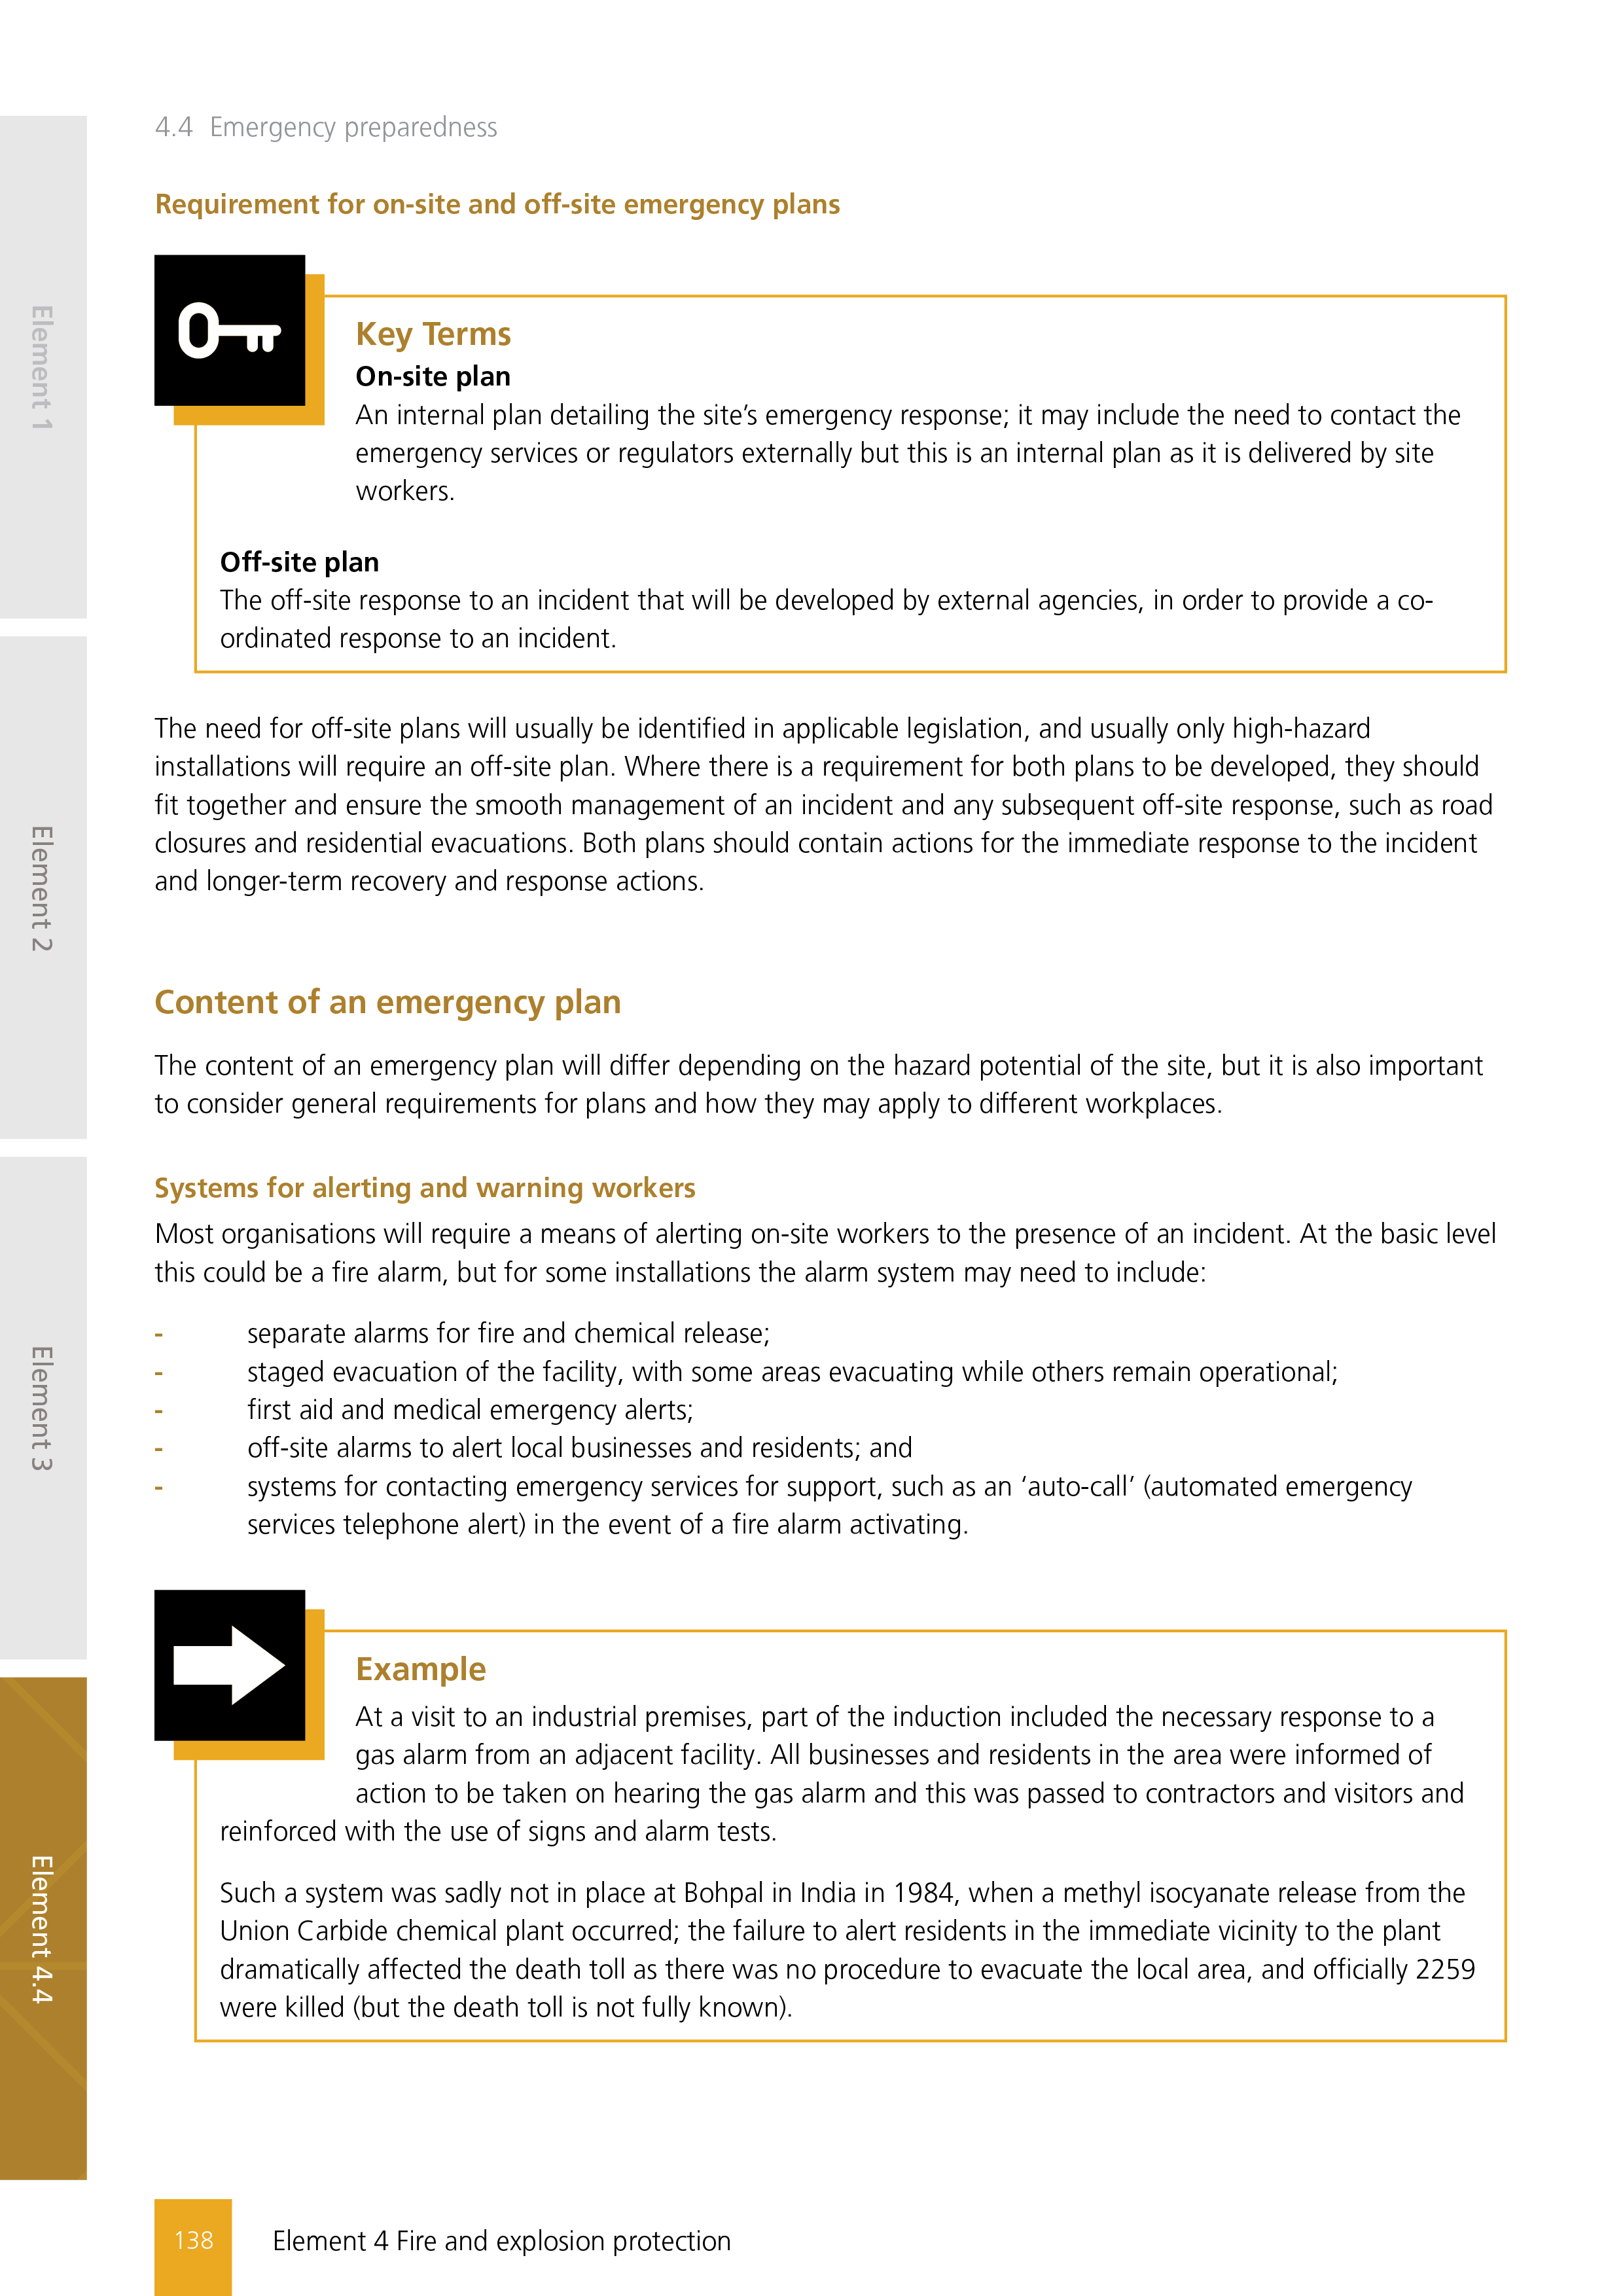 4.4 Emergency preparedness
Requirement for on-site and off-site emergency plans
Key Terms
On-site plan
An internal plan detailing the site’s emergency response; it may include the need to contact the
emergency services or regulators externally but this is an internal plan as it is delivered by site
workers.
Off-site plan
The off-site response to an incident that will be developed by external agencies, in order to provide a co-
ordinated response to an incident.
The need for off-site plans will usually be identified in applicable legislation, and usually only high-hazard
installations will require an off-site plan. Where there is a requirement for both plans to be developed, they should
fit together and ensure the smooth management of an incident and any subsequent off-site response, such as road
closures and residential evacuations. Both plans should contain actions for the immediate response to the incident
and longer-term recovery and response actions.
Content of an emergency plan
The content of an emergency plan will differ depending on the hazard potential of the site, but it is also important
to consider general requirements for plans and how they may apply to different workplaces.
Systems for alerting and warning workers
Most organisations will require a means of alerting on-site workers to the presence of an incident. At the basic level
this could be a fire alarm, but for some installations the alarm system may need to include:
- separate alarms for fire and chemical release;
- staged evacuation of the facility, with some areas evacuating while others remain operational;
- first aid and medical emergency alerts;
- off-site alarms to alert local businesses and residents; and
- systems for contacting emergency services for support, such as an ‘auto-call’ (automated emergency
services telephone alert) in the event of a fire alarm activating.
Example
At a visit to an industrial premises, part of the induction included the necessary response to a
gas alarm from an adjacent facility. All businesses and residents in the area were informed of
action to be taken on hearing the gas alarm and this was passed to contractors and visitors and
reinforced with the use of signs and alarm tests.
Such a system was sadly not in place at Bohpal in India in 1984, when a methyl isocyanate release from the
Union Carbide chemical plant occurred; the failure to alert residents in the immediate vicinity to the plant
dramatically affected the death toll as there was no procedure to evacuate the local area, and officially 2259
were killed (but the death toll is not fully known).
Element 1
Element 2
Element 3
Element 4.4
138 Element 4 Fire and explosion protection